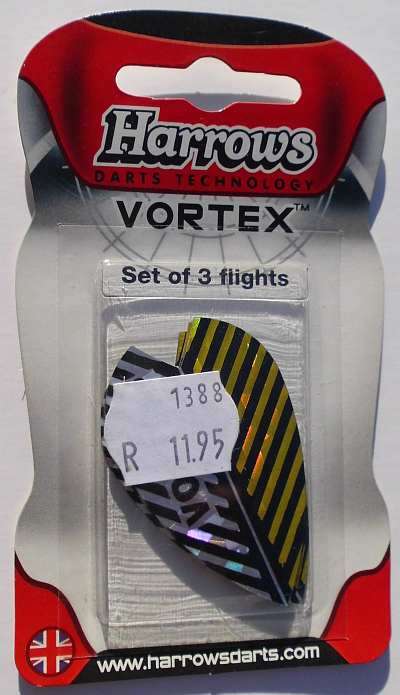 Harrows
DARTS TECHNOLOGY
VORTEX™
Set of 3 flights
1388
R 11.95
www.harrowsdarts.com